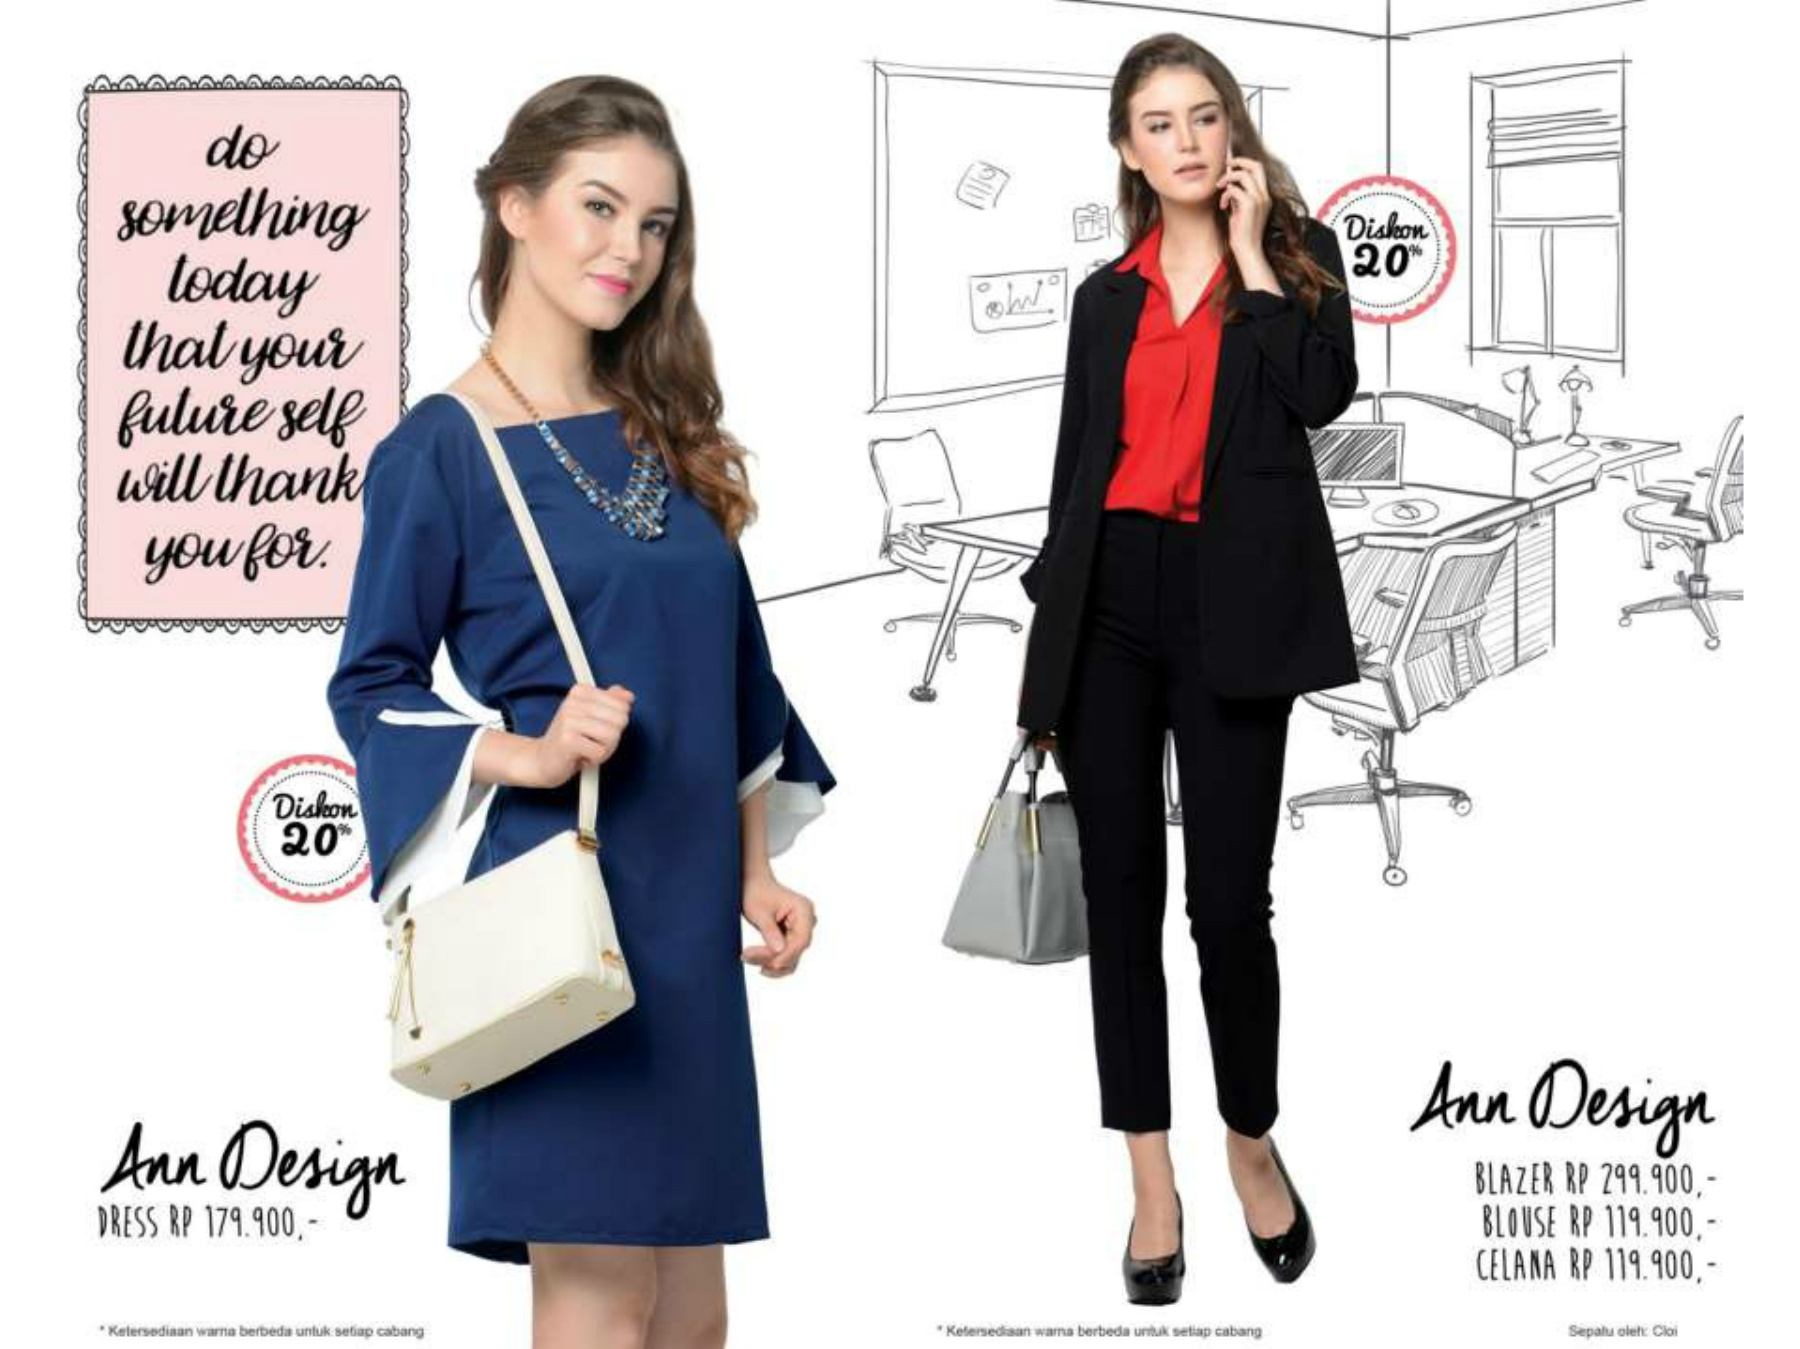 do
something
today
that your
future self
will thank
you for.
Diskon
20%
Ann Design
DRESS RP 179.900,-
* Ketersediaan warna berbeda untuk setiap cabang
Diskon
20%
Ann Design
BLAZER RP 299.900,-
BLOUSE RP 119.900,-
CELANA RP 119.900,-
* Ketersediaan warna berbeda untuk setiap cabang
Sepatu oleh: Cloi